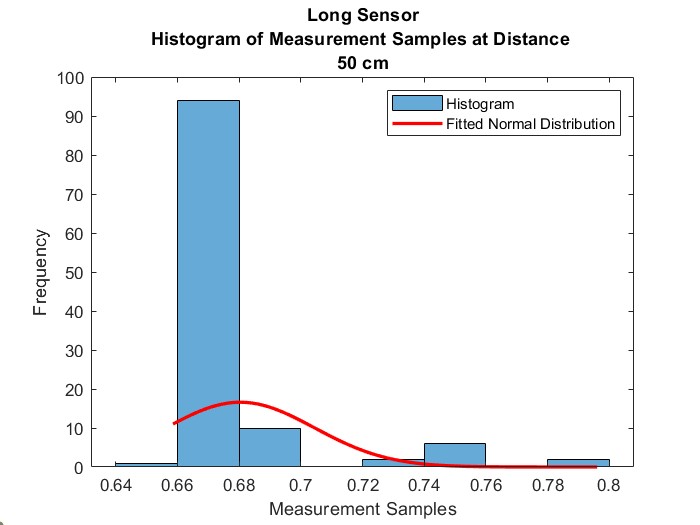 Long Sensor
Histogram of Measurement Samples at Distance
50 cm
Histogram
Fitted Normal Distribution
Frequency
100
90
80
70
60
50
40
30
20
10
0
0.64 0.66 0.68 0.7 0.72 0.74 0.76 0.78 0.8
Measurement Samples